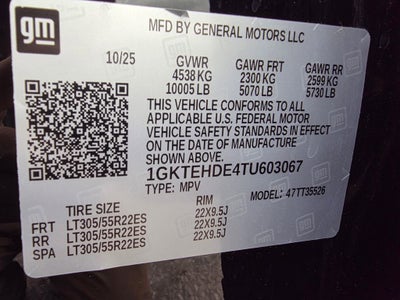 gm
MFD BY GENERAL MOTORS LLC
10/25 GVWR GAWR FRT GAWR RR
4538 KG 2300 KG 2599 KG
10005 LB 5070 LB 5730 LB
THIS VEHICLE CONFORMS TO ALL
APPLICABLE U.S. FEDERAL MOTOR
VEHICLE SAFETY STANDARDS IN EFFECT
ON THE DATE OF MANUFACTURE
SHOWN ABOVE.
1GKTEHDE4TU603067
TYPE: MPV MODEL: 47TT35526
TIRE SIZE RIM
FRT LT305/55R22ES 22X9.5J
RR LT305/55R22ES 22X9.5J
SPA LT305/55R22ES 22X9.5J